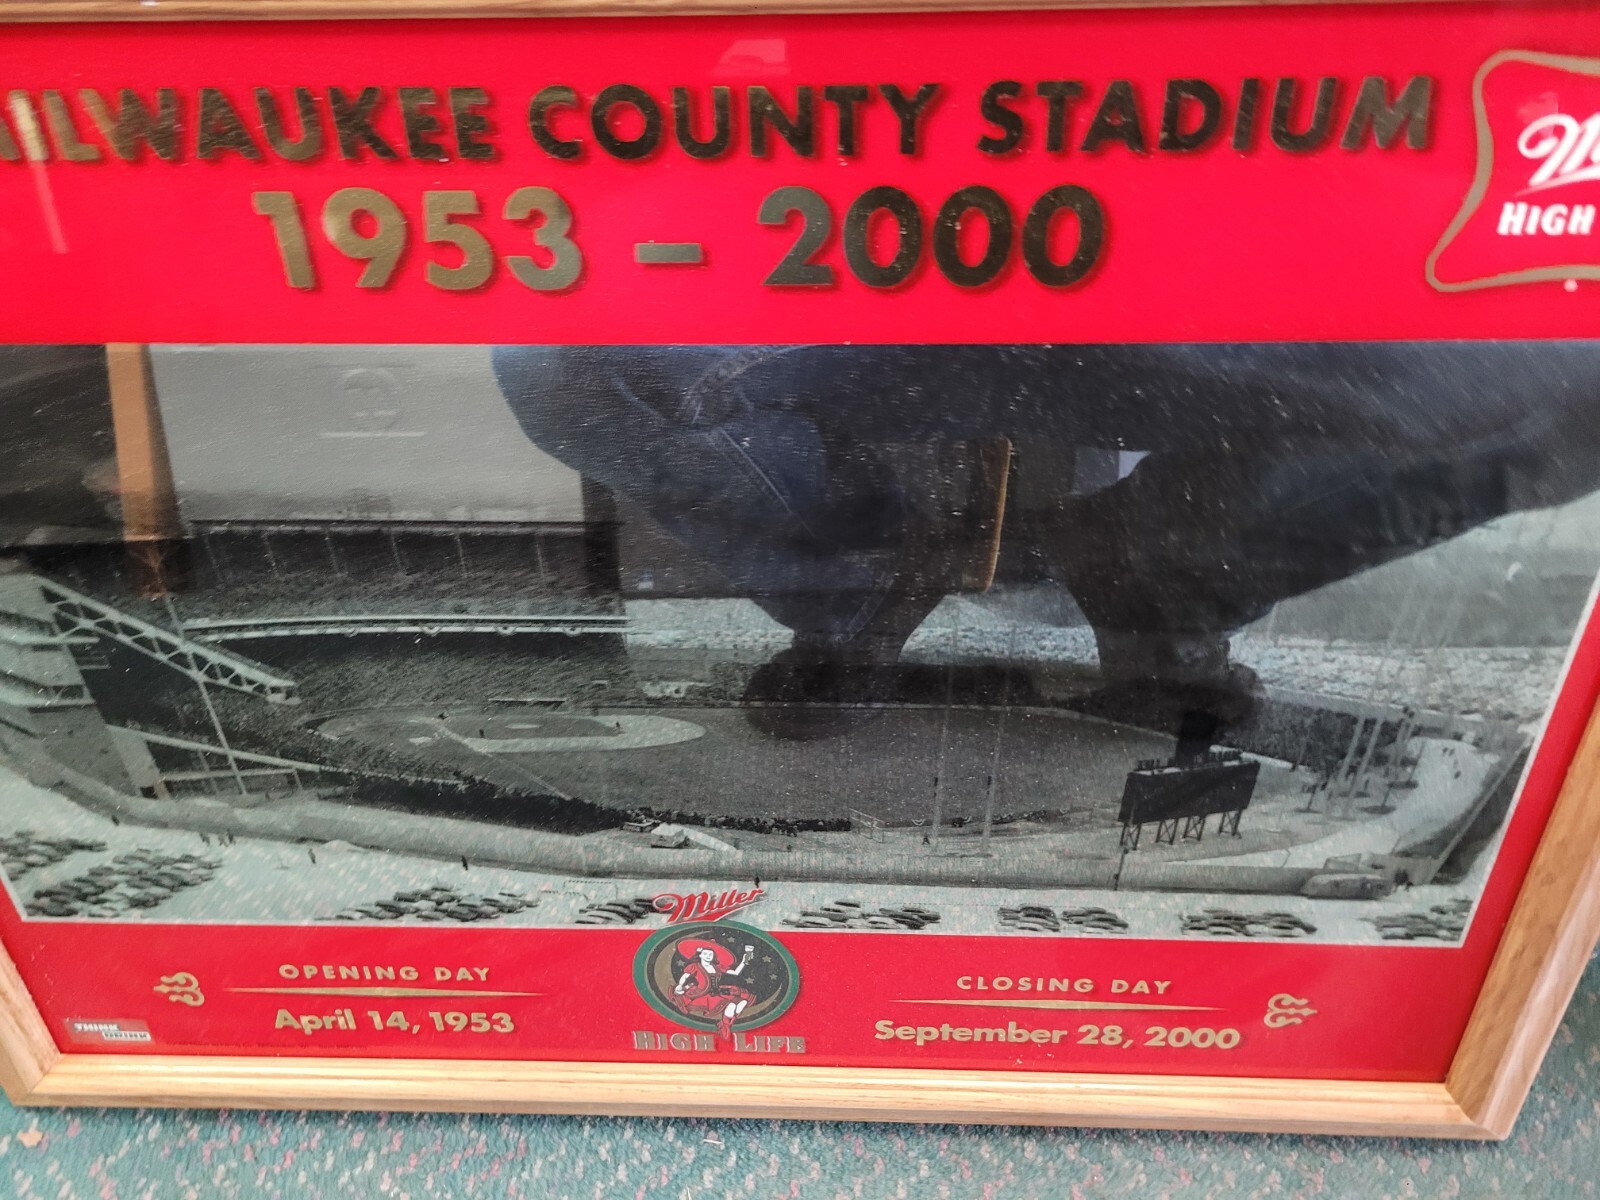 MILWAUKEE COUNTY STADIUM
1953 – 2000
HIGH
Miller
HIGH LIFE
OPENING DAY
April 14, 1953
CLOSING DAY
September 28, 2000
THINK